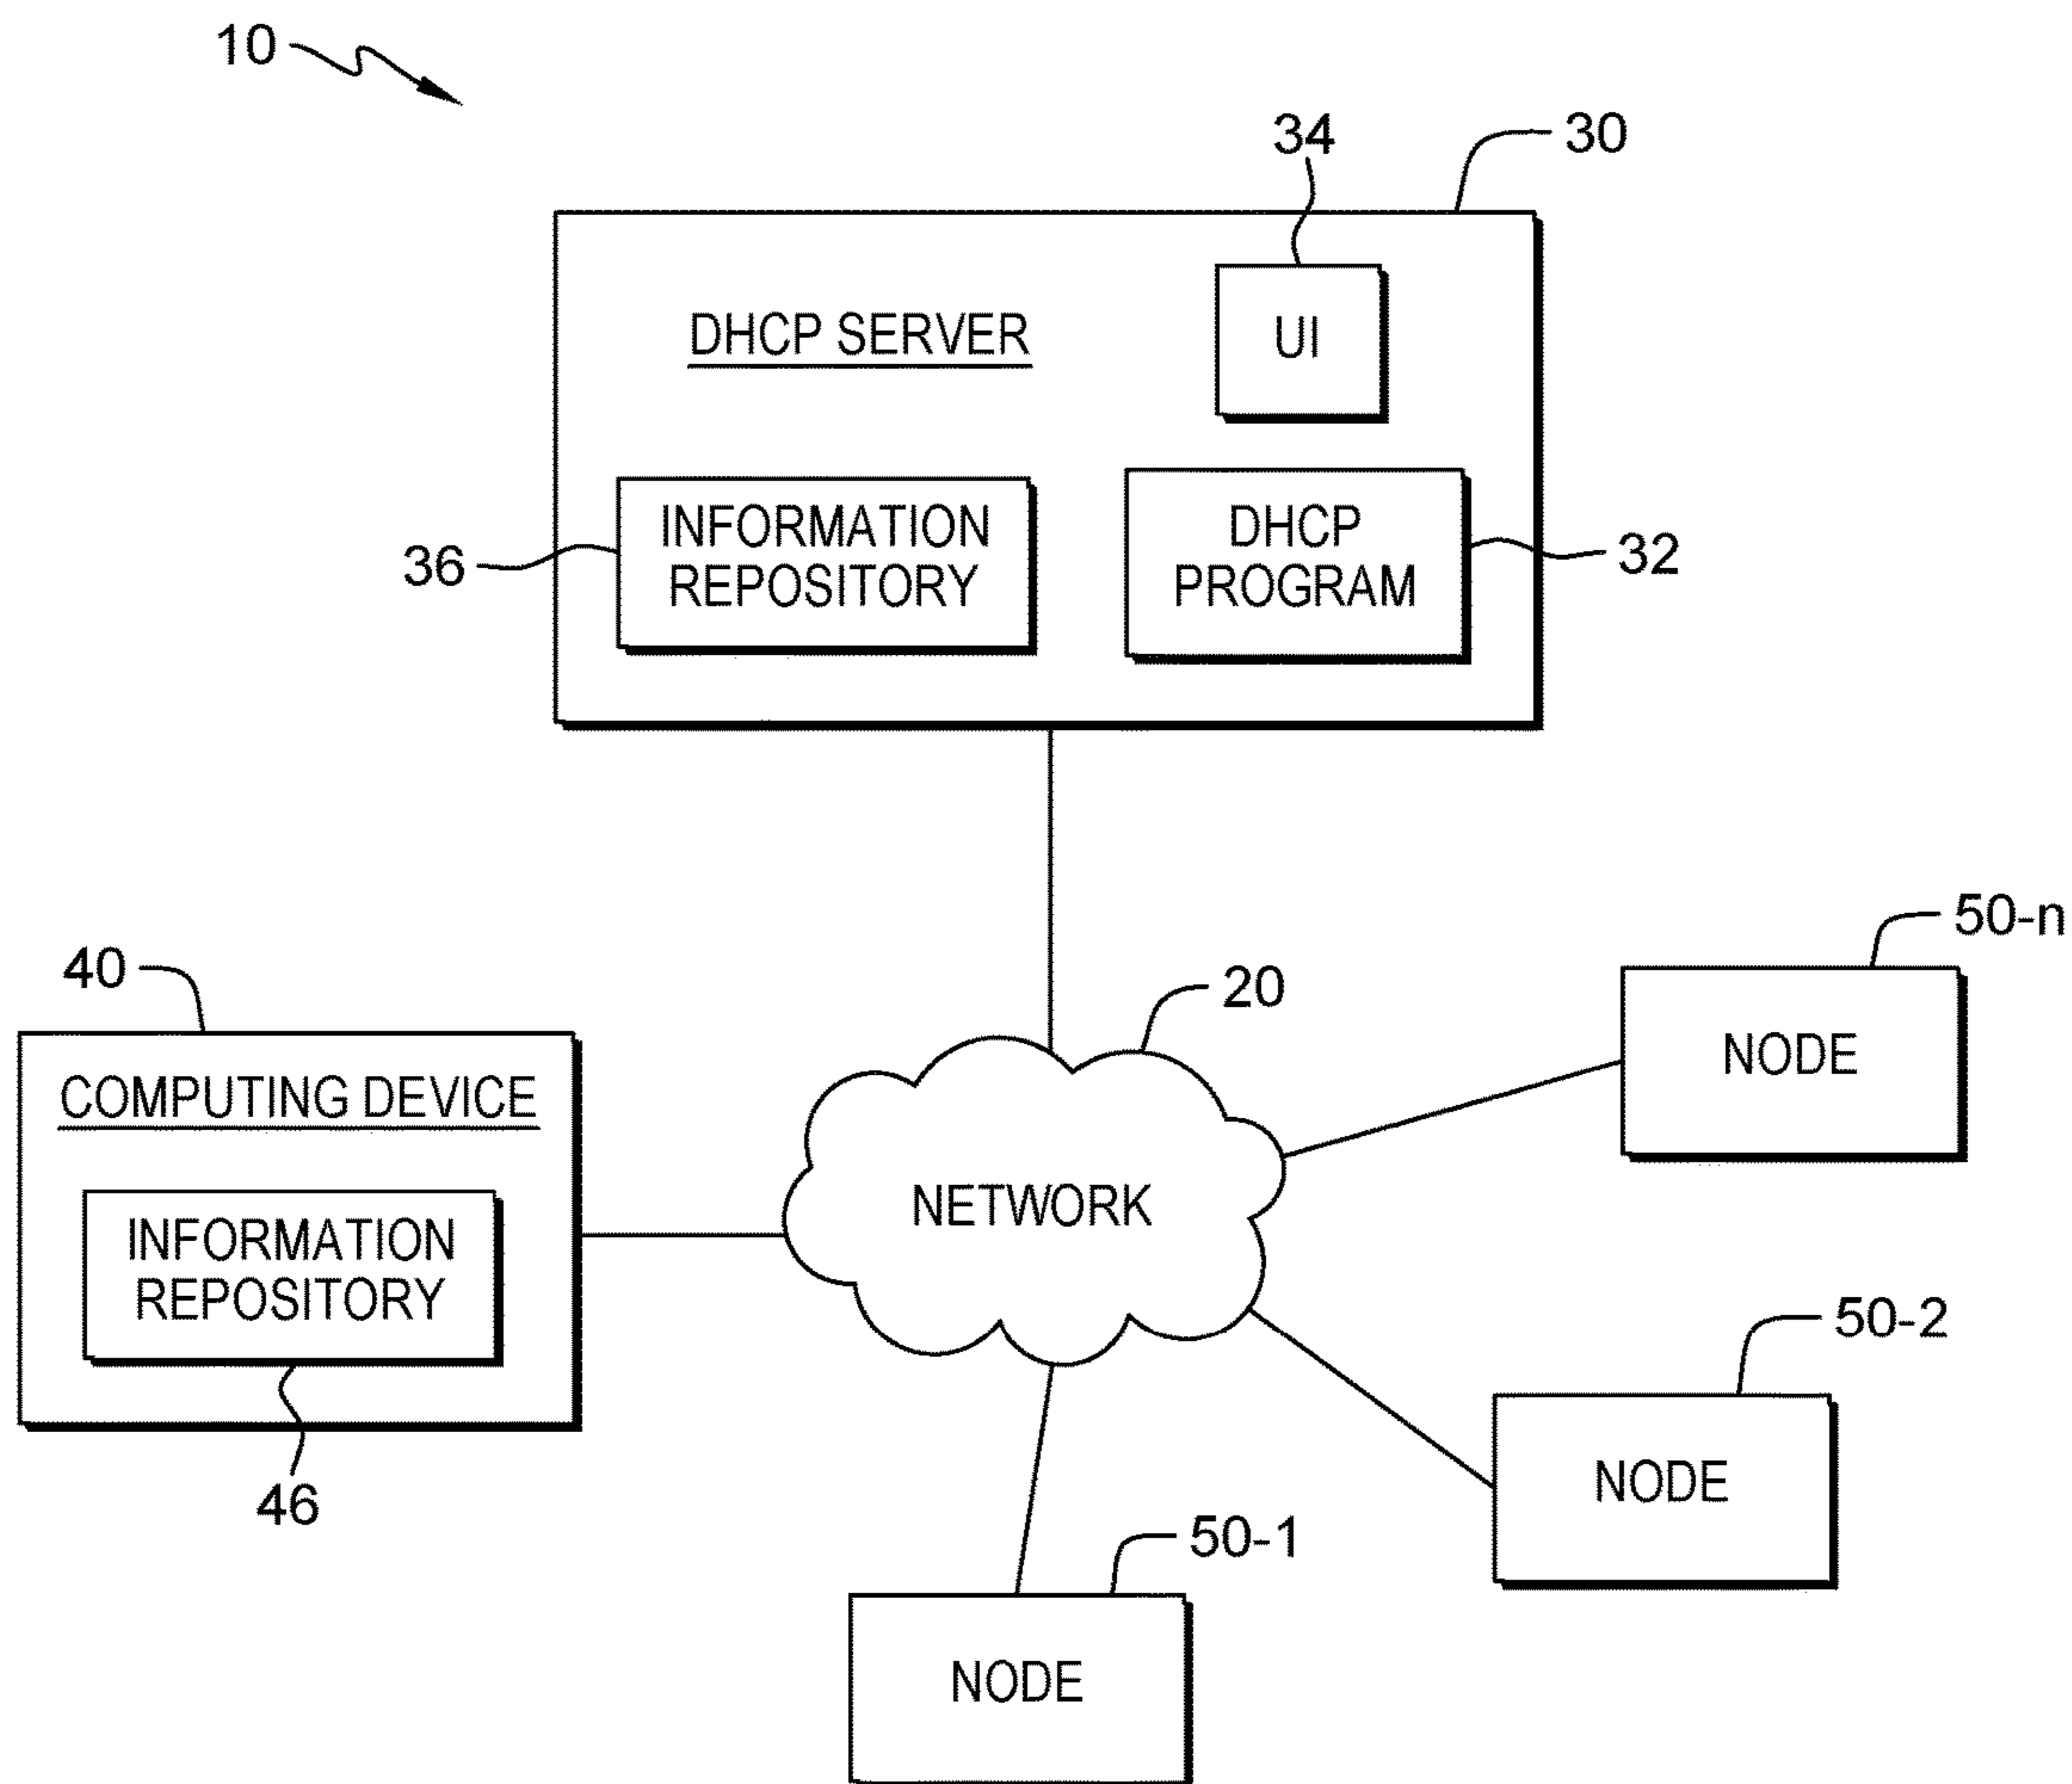 10
34
30
DHCP SERVER
UI
INFORMATION
REPOSITORY
DHCP
PROGRAM
36
32
50-n
40
20
NODE
COMPUTING DEVICE
NETWORK
INFORMATION
REPOSITORY
50-2
46
NODE
50-1
NODE